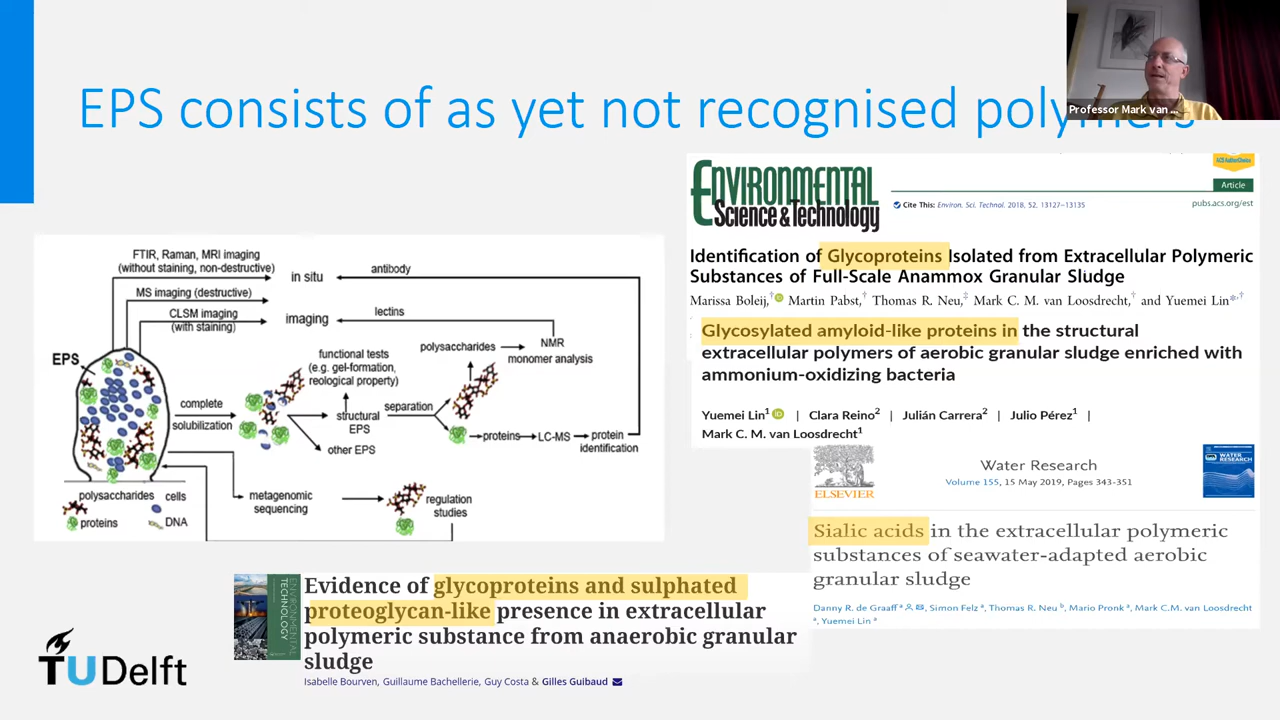 EPS consists of as yet not recognised polymers
Professor Mark van ...
FTIR, Raman, MRI imaging
(without staining, non-destructive)
in situ
antibody
MS imaging (destructive)
CLSM imaging
(with staining)
imaging
lectins
EPS
functional tests
(e.g. gel-formation,
reological property)
polysaccharides
NMR
monomer analysis
complete
solubilization
structural
EPS
separation
other EPS
proteins
LC-MS
protein
identification
polysaccharides
cells
proteins
DNA
metagenomic
sequencing
regulation
studies
ENVIRONMENTAL
Science & Technology
ACS AuthorChoice
Article
Cite This: Environ. Sci. Technol. 2018, 52, 13127−13135
pubs.acs.org/est
Identification of Glycoproteins Isolated from Extracellular Polymeric
Substances of Full-Scale Anammox Granular Sludge
Marissa Boleij,† Martin Pabst,† Thomas R. Neu,‡ Mark C. M. van Loosdrecht,† and Yuemei Lin*,†
Glycosylated amyloid-like proteins in the structural
extracellular polymers of aerobic granular sludge enriched with
ammonium-oxidizing bacteria
Yuemei Lin1 | Clara Reino2 | Julián Carrera2 | Julio Pérez1 |
Mark C. M. van Loosdrecht1
ELSEVIER
Water Research
Volume 155, 15 May 2019, Pages 343-351
WATER
RESEARCH
Sialic acids in the extracellular polymeric
substances of seawater-adapted aerobic
granular sludge
Danny R. de Graaff a, Simon Felz a, Thomas R. Neu b, Mario Pronk a, Mark C.M. van Loosdrecht
a, Yuemei Lin a
ENVIRONMENTAL
TECHNOLOGY
Evidence of glycoproteins and sulphated
proteoglycan-like presence in extracellular
polymeric substance from anaerobic granular
sludge
Isabelle Bourven, Guillaume Bachellerie, Guy Costa & Gilles Guibaud
TUDelft